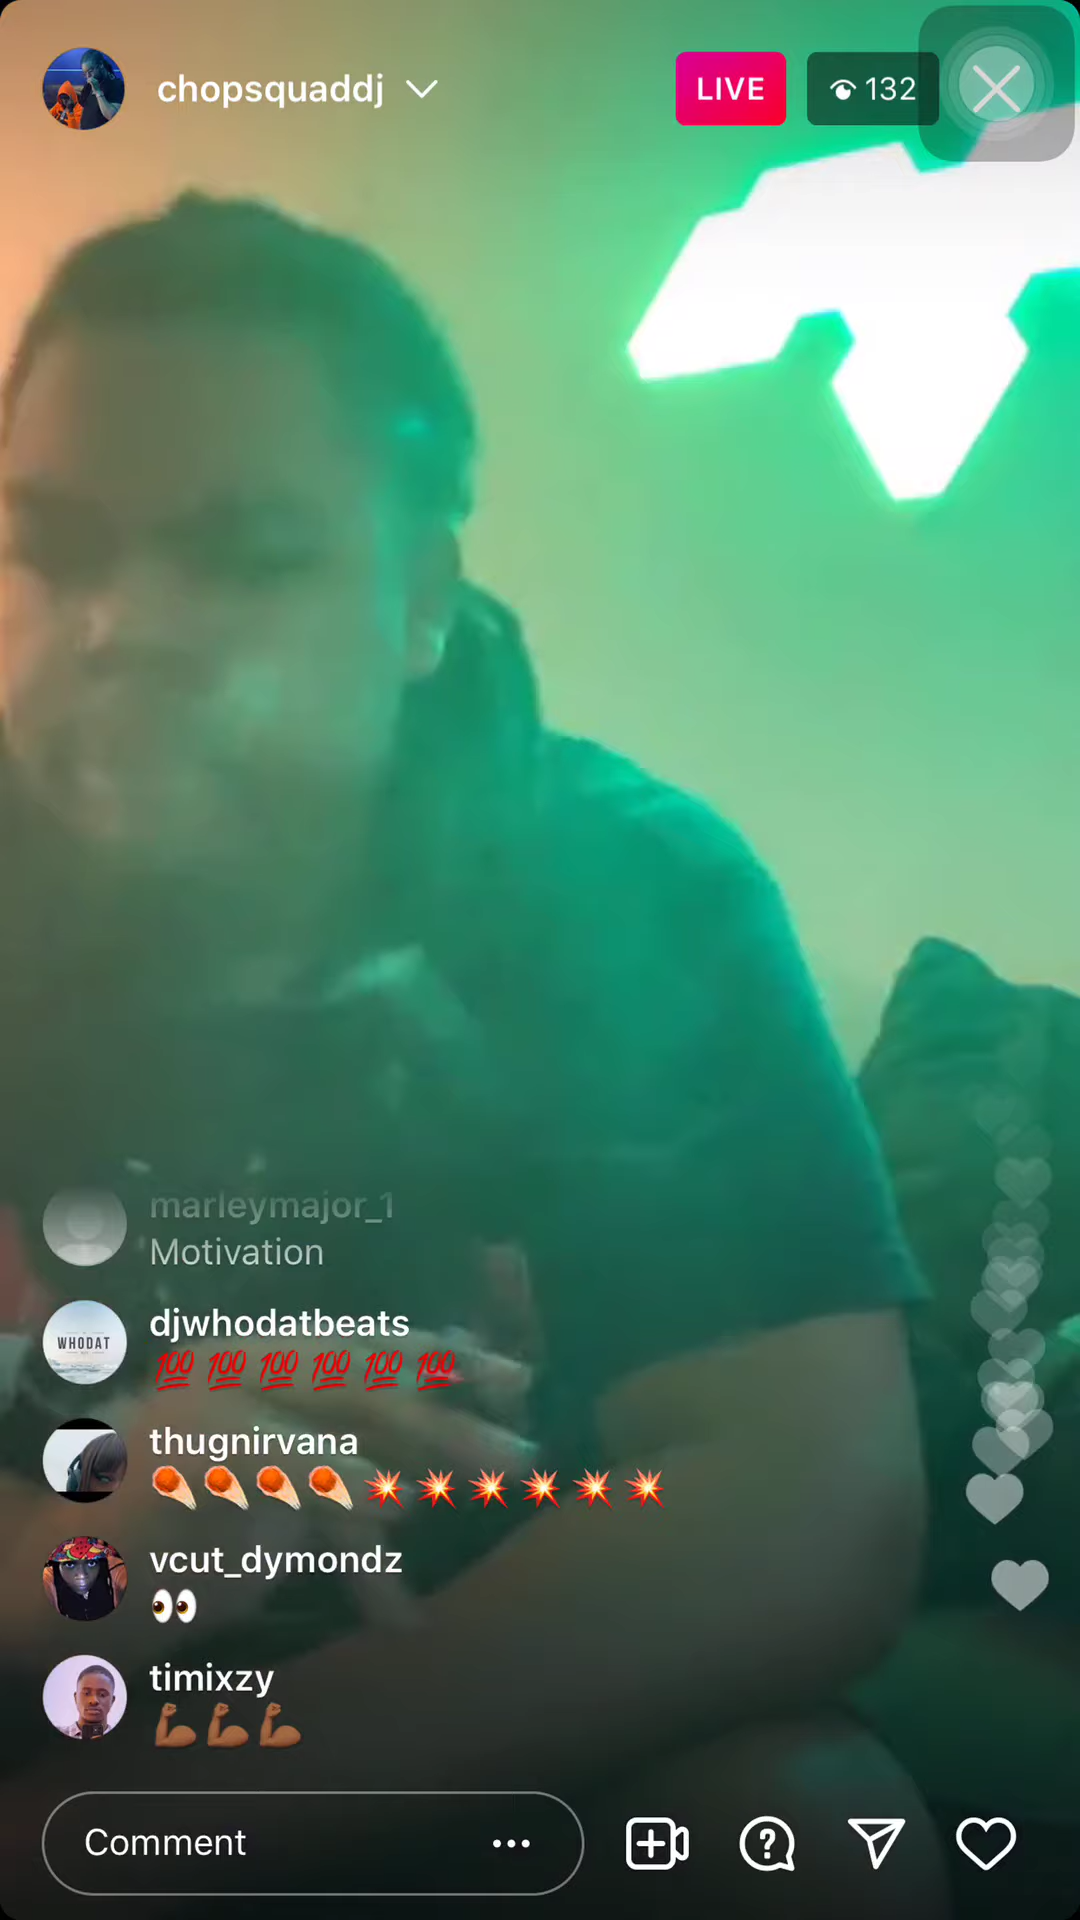 chopsquaddj
LIVE
132
marleymajor_1
Motivation
WHODAT
djwhodatbeats
💯💯💯💯💯💯
thugnirvana
☄️☄️☄️☄️💥💥💥💥💥💥
vcut_dymondz
👀
timixzy
💪🏾💪🏾💪🏾
Comment